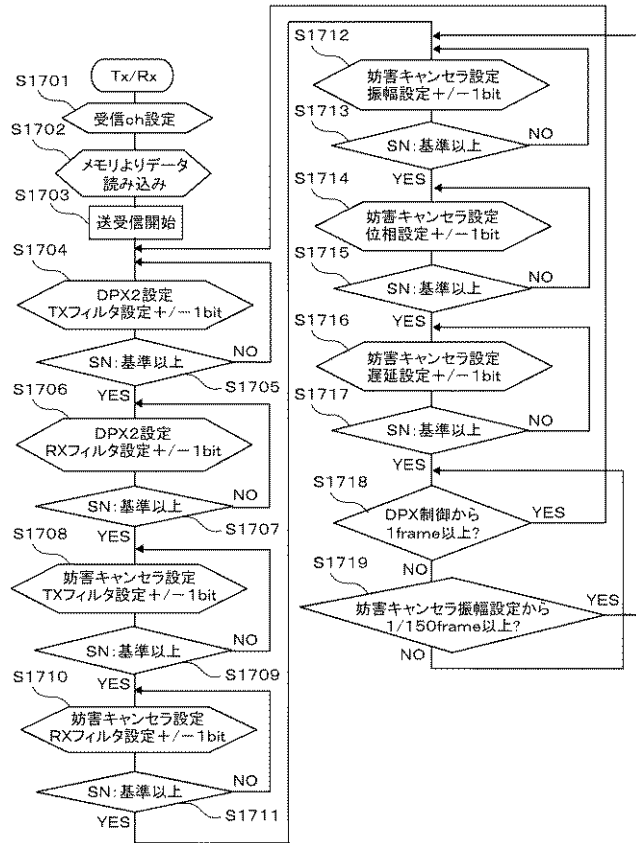 Tx/Rx
S1701
受信ch設定
S1702
メモリよりデータ
読み込み
S1703
送受信開始
S1704
DPX2設定
TXフィルタ設定+/-1bit
SN:基準以上
NO
S1705
YES
S1706
DPX2設定
RXフィルタ設定+/-1bit
SN:基準以上
NO
S1707
YES
S1708
妨害キャンセラ設定
TXフィルタ設定+/-1bit
SN:基準以上
NO
S1709
YES
S1710
妨害キャンセラ設定
RXフィルタ設定+/-1bit
SN:基準以上
NO
S1711
YES
S1712
妨害キャンセラ設定
振幅設定+/-1bit
S1713
SN:基準以上
NO
YES
S1714
妨害キャンセラ設定
位相設定+/-1bit
S1715
SN:基準以上
NO
YES
S1716
妨害キャンセラ設定
遅延設定+/-1bit
S1717
SN:基準以上
NO
YES
S1718
DPX制御から
1frame以上?
YES
NO
S1719
妨害キャンセラ振幅設定から
1/150frame以上?
YES
NO